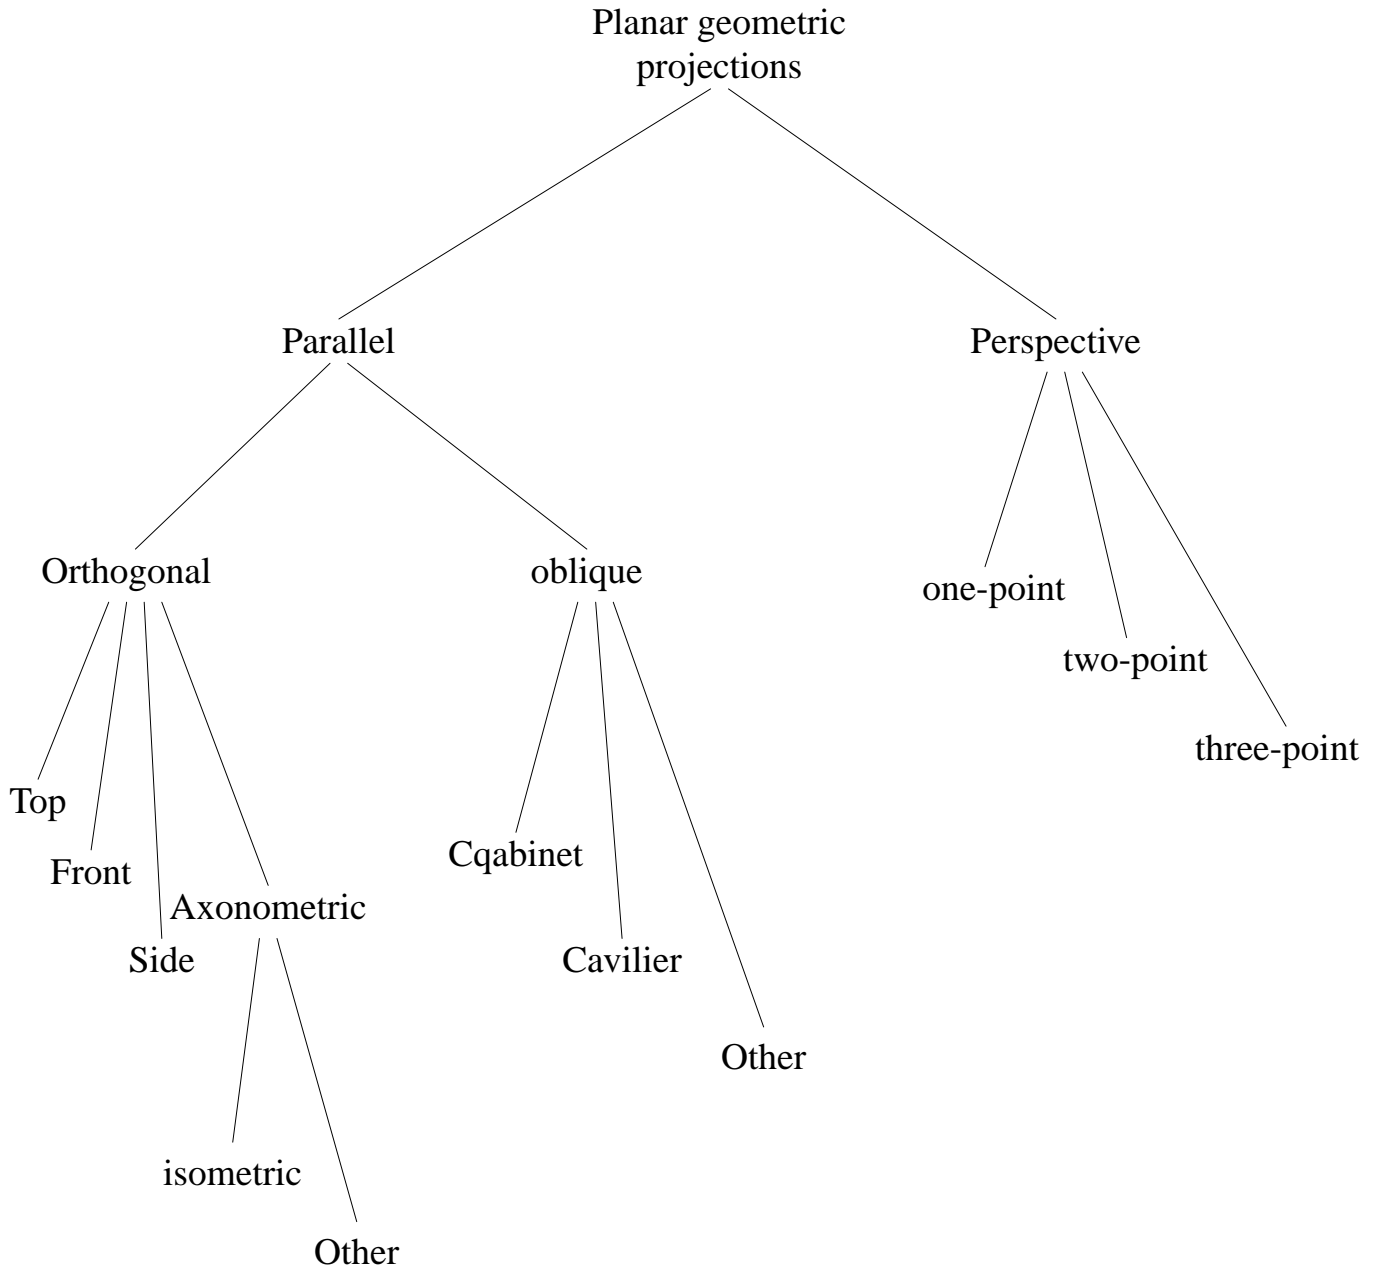 Planar geometric
projections
Parallel
Perspective
Orthogonal
oblique
one-point
two-point
three-point
Top
Front
Side
Axonometric
Cqabinet
Cavilier
Other
isometric
Other